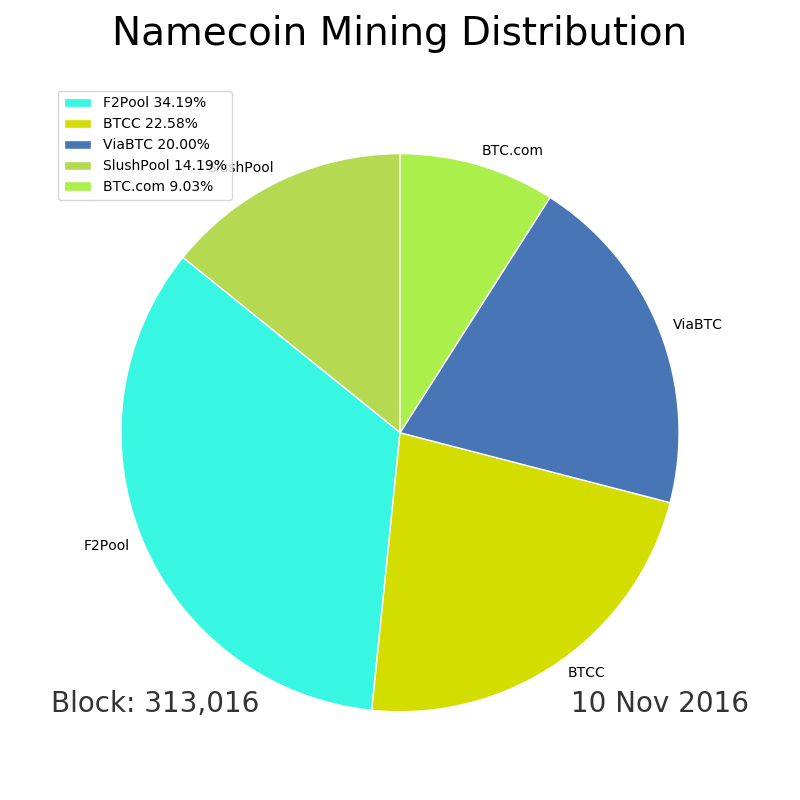 Namecoin Mining Distribution
F2Pool 34.19%
BTCC 22.58%
ViaBTC 20.00%
SlushPool 14.19%
BTC.com 9.03%
BTC.com
SlushPool
ViaBTC
F2Pool
BTCC
Block: 313,016
10 Nov 2016